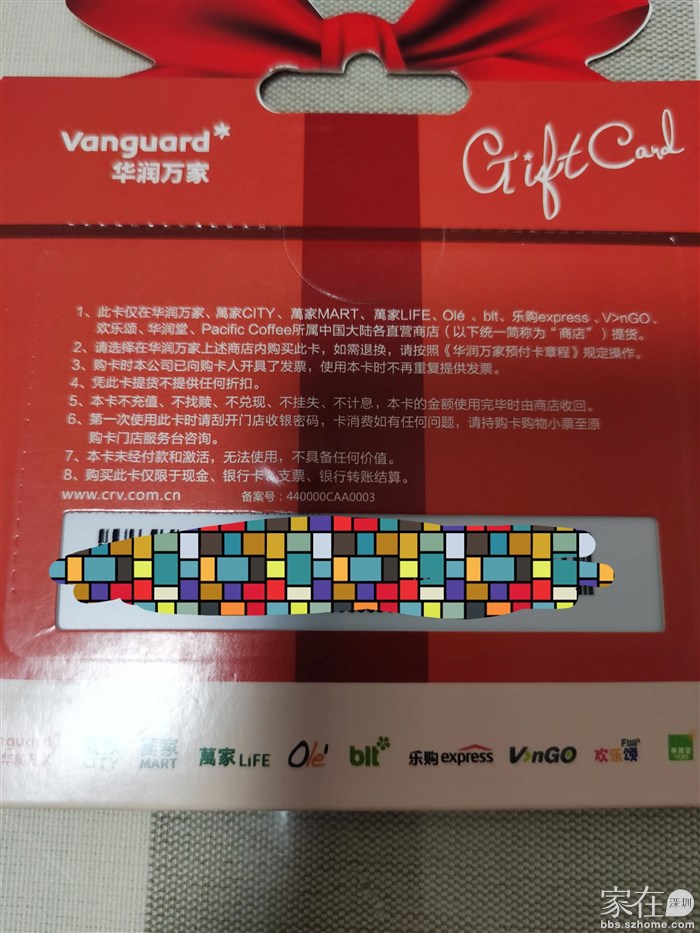 Vanguard
华润万家
Gift Card
1、此卡仅在华润万家、萬家CITY、萬家MART、萬家LIFE、Olé 、blt、乐购express 、V>nGO、
欢乐颂、华润堂、Pacific Coffee所属中国大陆各直营商店（以下统一简称为“商店”）提货。
2、请选择在华润万家上述商店内购买此卡，如需退换，请按照《华润万家预付卡章程》规定操作。
3、购卡时本公司已向购卡人开具了发票，使用本卡时不再重复提供发票。
4、凭此卡提货不提供任何折扣。
5、本卡不充值、不找赎、不兑现、不挂失、不计息，本卡的金额使用完毕时由商店收回。
6、第一次使用此卡时请刮开门店收银密码，卡消费如有任何问题，请持购卡购物小票至原
购卡门店服务台咨询。
7、本卡未经付款和激活，无法使用，不具备任何价值。
8、购买此卡仅限于现金、银行卡、支票、银行转账结算。
www.crv.com.cn 备案号：440000CAA0003
nguard 华润万家 CITY 萬家 MART 萬家 LIFE Olé blt 乐购express V>nGO 欢乐颂 Fun
家在 深圳
bbs.szhome.com